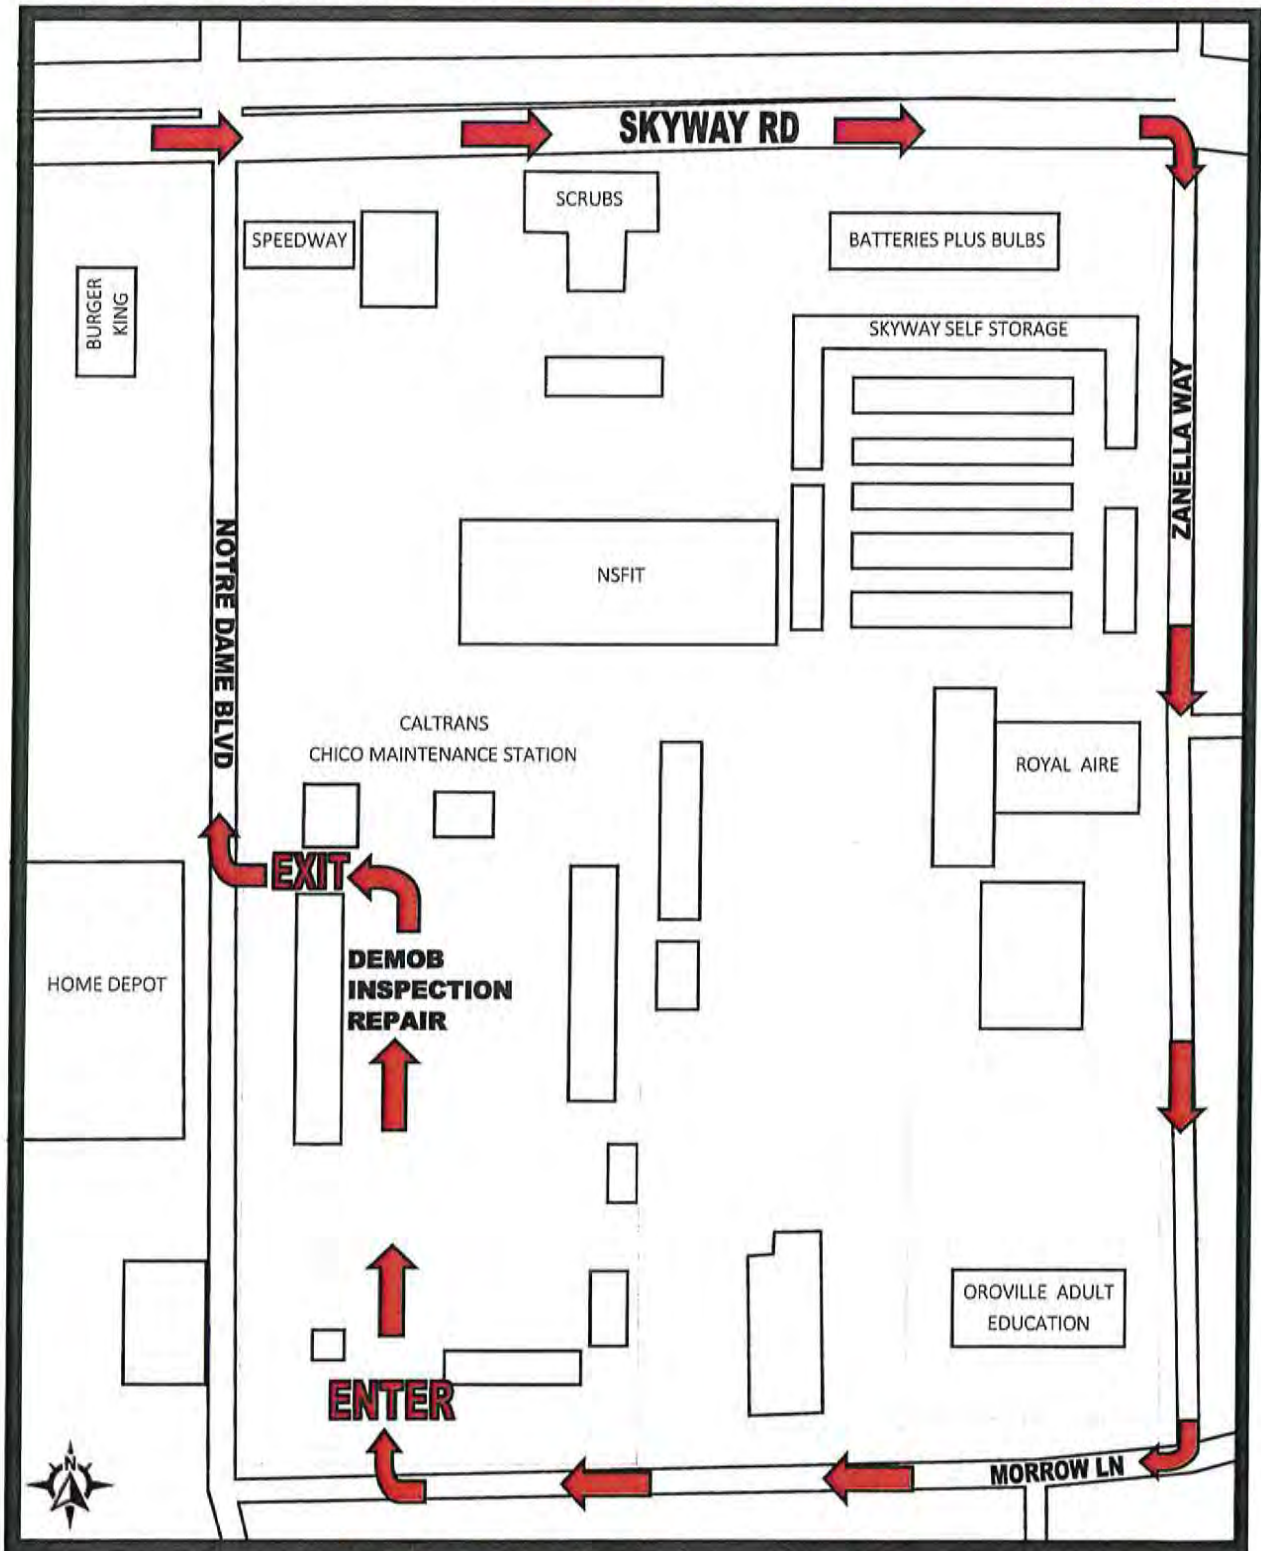 SKYWAY RD
SCRUBS
SPEEDWAY
BATTERIES PLUS BULBS
BURGER
KING
SKYWAY SELF STORAGE
ZANELLA WAY
NOTRE DAME BLVD
NSFIT
CALTRANS
CHICO MAINTENANCE STATION
ROYAL AIRE
EXIT
DEMOB
INSPECTION
REPAIR
HOME DEPOT
OROVILLE ADULT
EDUCATION
ENTER
MORROW LN
N